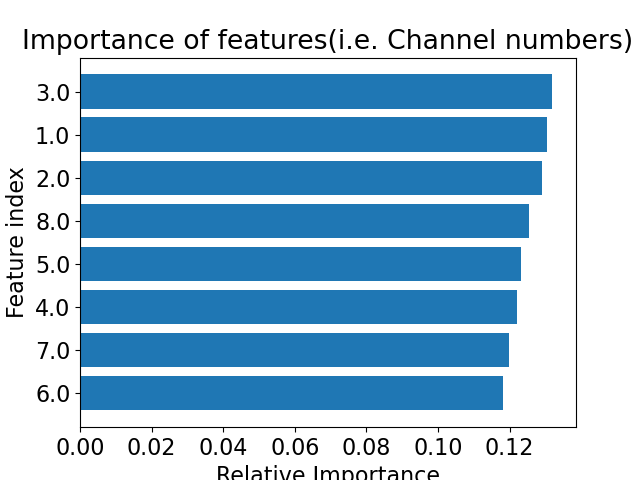 Importance of features(i.e. Channel numbers)
3.0
1.0
2.0
8.0
5.0
4.0
7.0
6.0
Feature index
0.00 0.02 0.04 0.06 0.08 0.10 0.12
Relative Importance